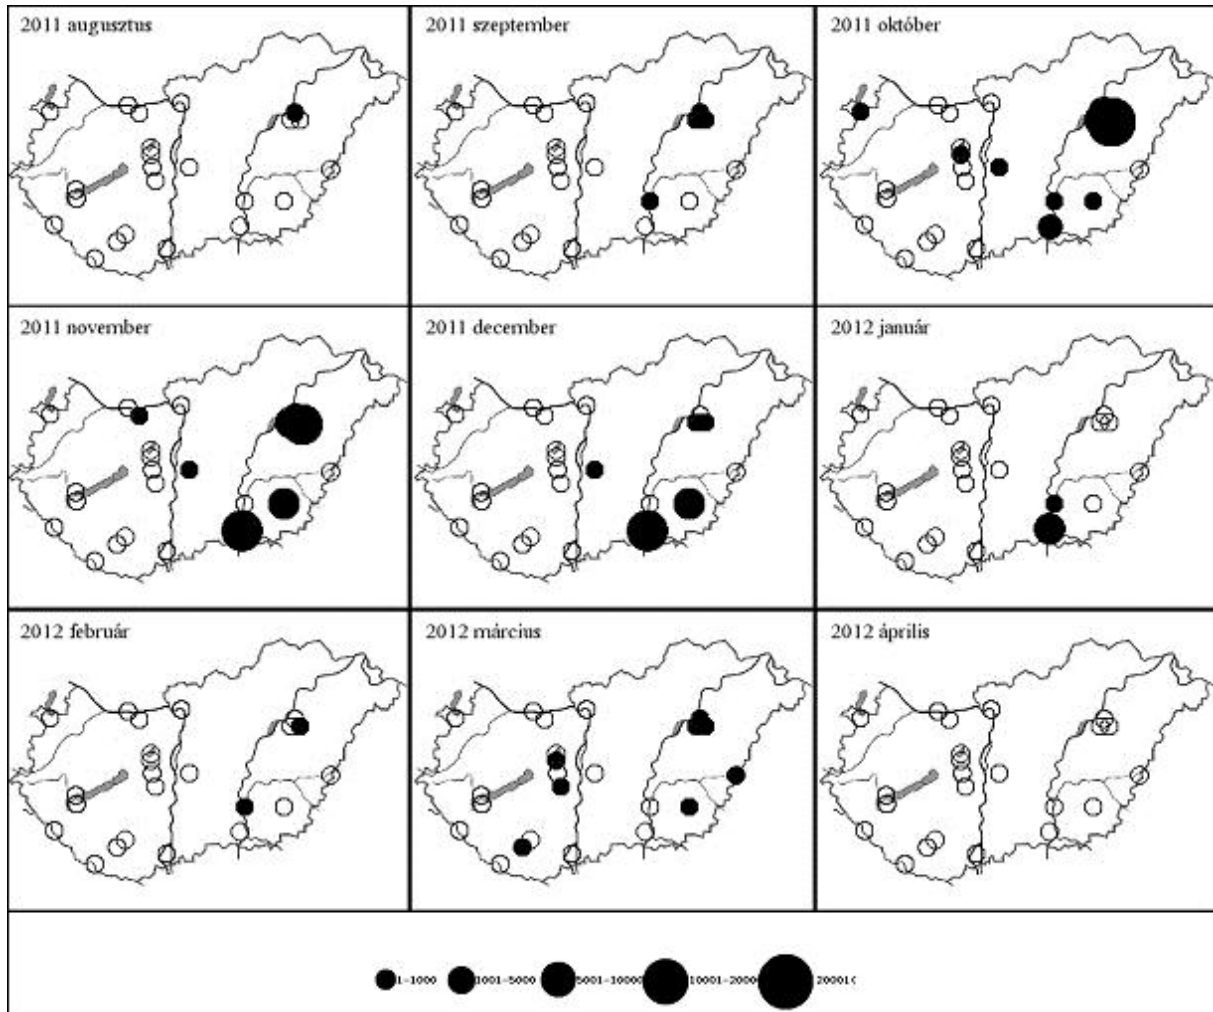 2011 augusztus
2011 szeptember
2011 október
2011 november
2011 december
2012 január
2012 február
2012 március
2012 április
1-1000
1001-5000
5001-10000
10001-2000
20001<